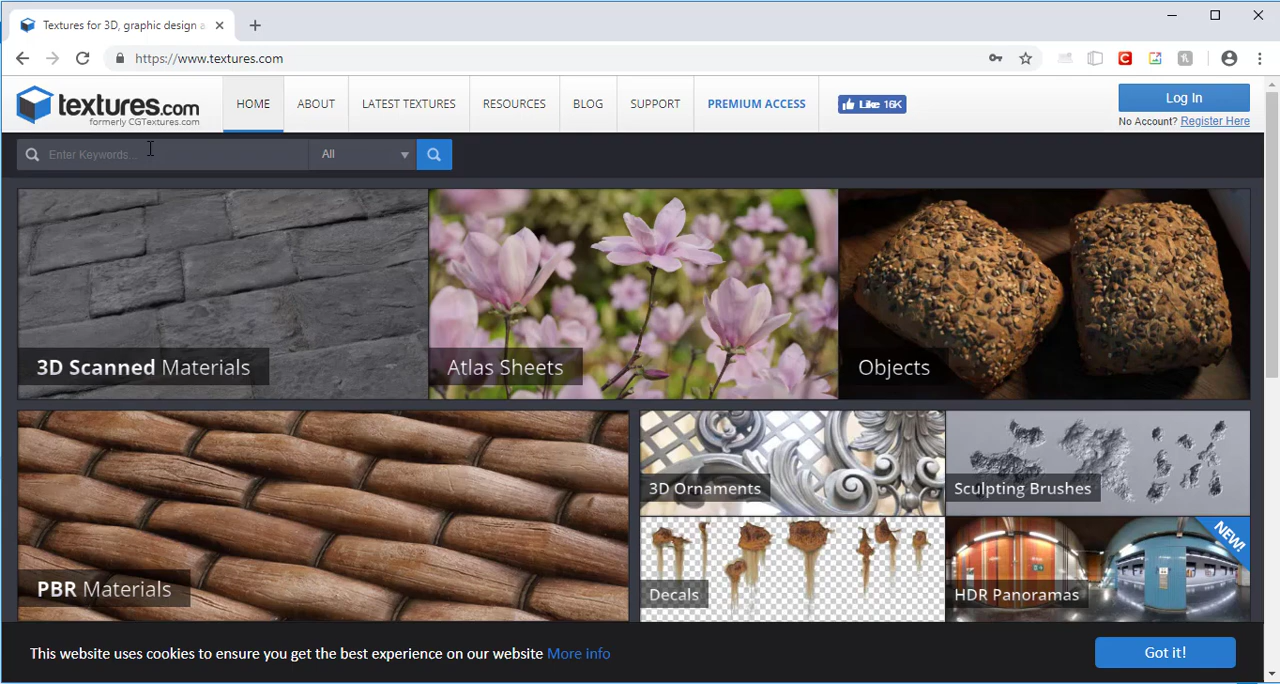 Textures for 3D, graphic design a
https://www.textures.com
textures.com
formerly CGTextures.com
HOME
ABOUT
LATEST TEXTURES
RESOURCES
BLOG
SUPPORT
PREMIUM ACCESS
Like 16K
Log In
No Account? Register Here
Enter Keywords...
All
3D Scanned Materials
Atlas Sheets
Objects
PBR Materials
3D Ornaments
Sculpting Brushes
Decals
HDR Panoramas
NEW!
This website uses cookies to ensure you get the best experience on our website More info
Got it!